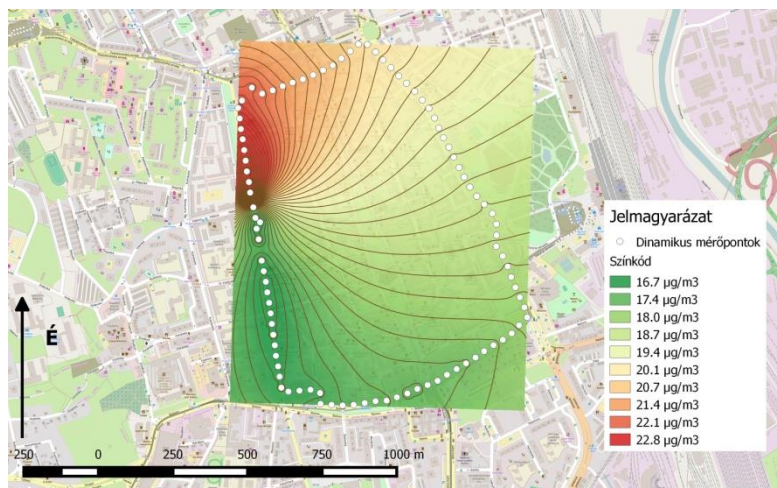 Jelmagyarázat
Dinamikus mérőpontok
Színkód
16.7 µg/m3
17.4 µg/m3
18.0 µg/m3
18.7 µg/m3
19.4 µg/m3
20.1 µg/m3
20.7 µg/m3
21.4 µg/m3
22.1 µg/m3
22.8 µg/m3
É
250 0 250 500 750 1000 m